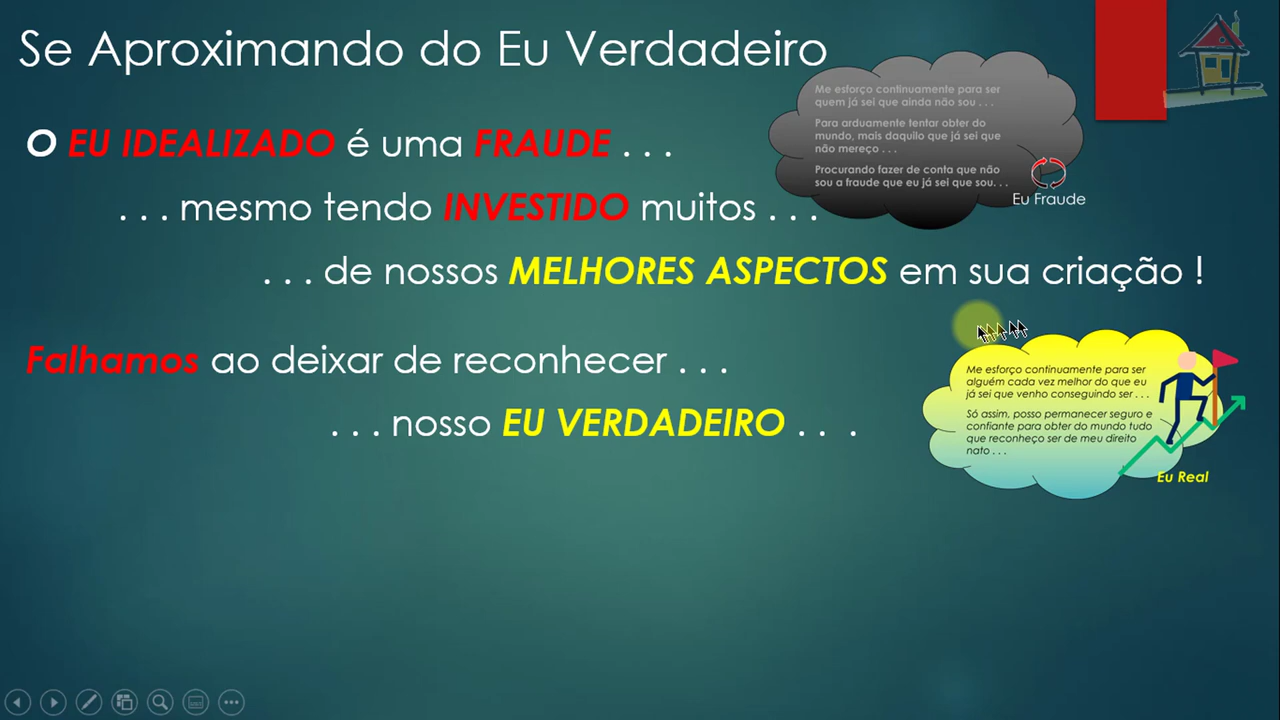 Se Aproximando do Eu Verdadeiro
Me esforço continuamente para ser
quem já sei que ainda não sou . . .
Para arduamente tentar obter do
mundo, mais daquilo que já sei que
não mereço . . .
Procurando fazer de conta que não
sou a fraude que eu já sei que sou. . .
Eu Fraude
O EU IDEALIZADO é uma FRAUDE . . .
. . . mesmo tendo INVESTIDO muitos . . .
. . . de nossos MELHORES ASPECTOS em sua criação !
Falhamos ao deixar de reconhecer . . .
. . . nosso EU VERDADEIRO . . .
Me esforço continuamente para ser
alguém cada vez melhor do que eu
já sei que venho conseguindo ser . . .
Só assim, posso permanecer seguro e
confiante para obter do mundo tudo
que reconheço ser de meu direito
nato . . .
Eu Real